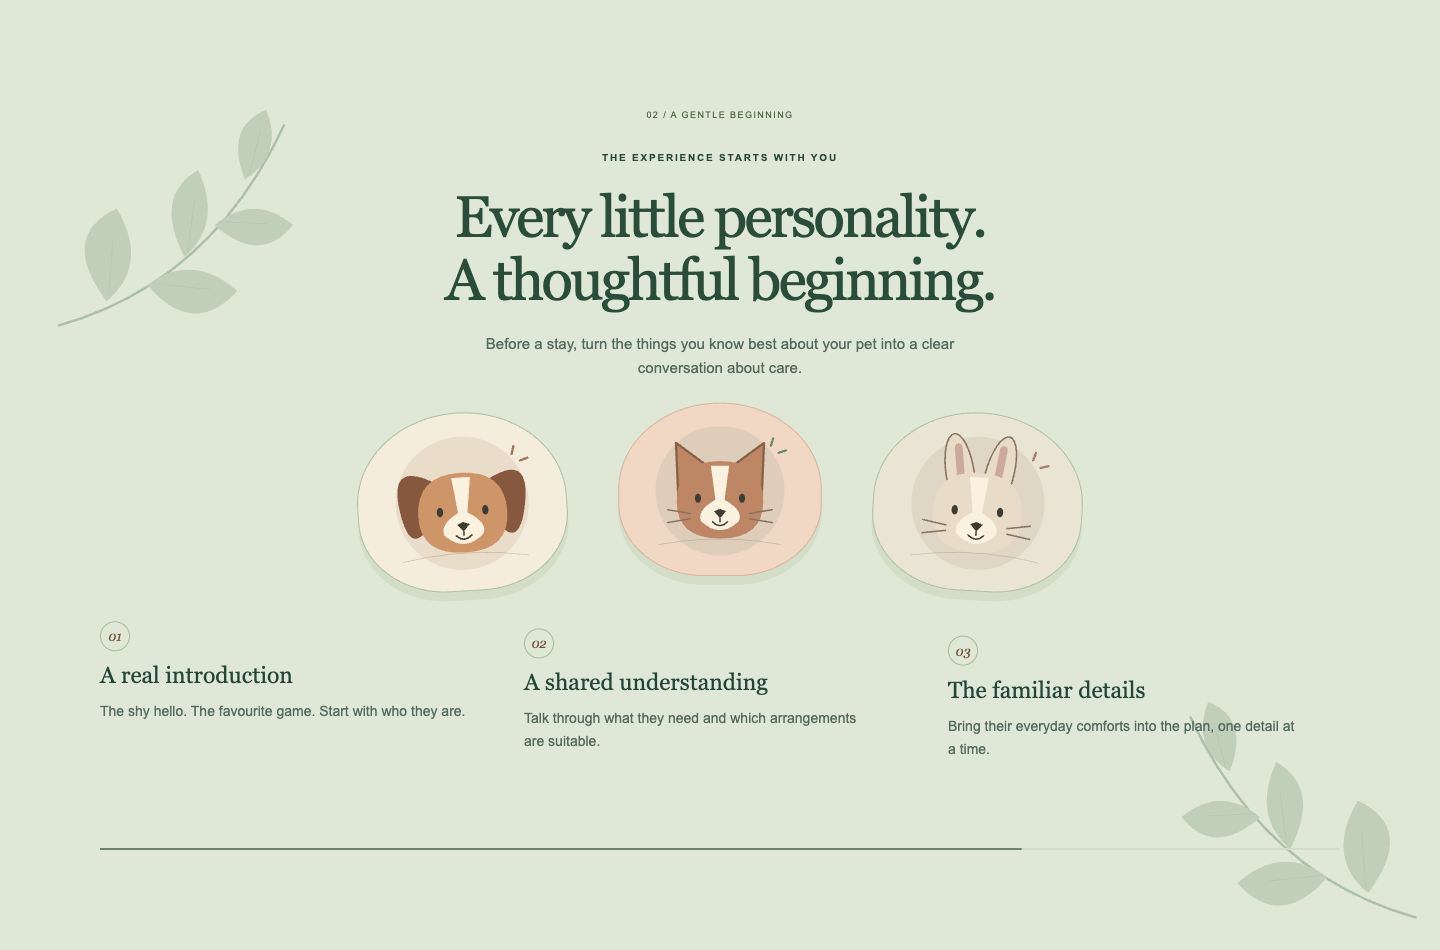 02 / A GENTLE BEGINNING
THE EXPERIENCE STARTS WITH YOU
Every little personality.
A thoughtful beginning.
Before a stay, turn the things you know best about your pet into a clear
conversation about care.
01
A real introduction
The shy hello. The favourite game. Start with who they are.
02
A shared understanding
Talk through what they need and which arrangements
are suitable.
03
The familiar details
Bring their everyday comforts into the plan, one detail at
a time.